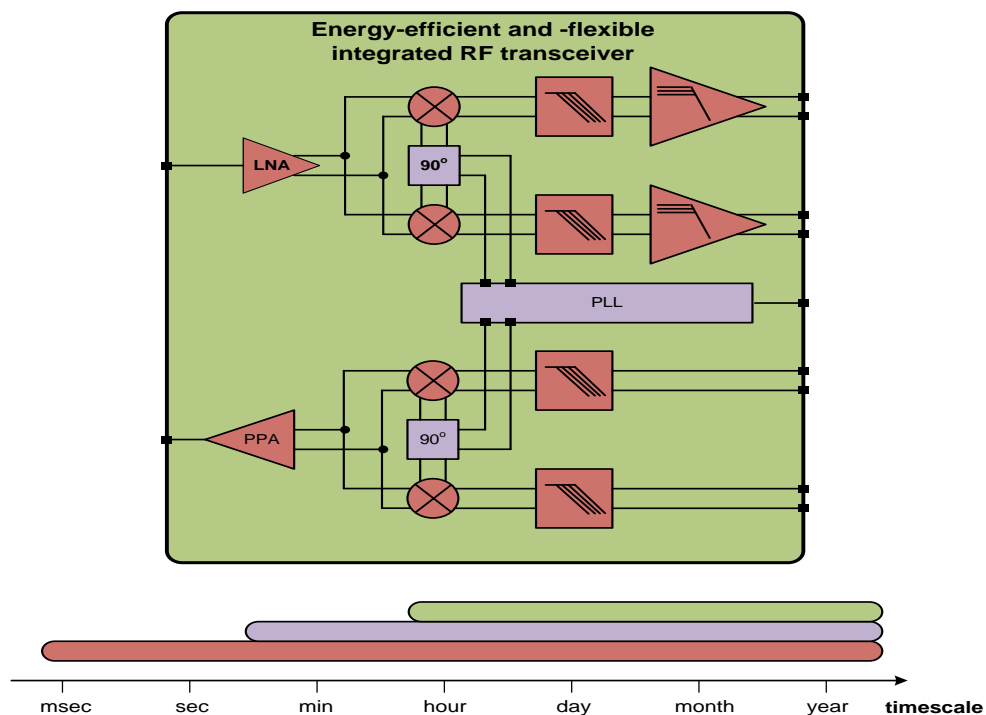 Energy-efficient and -flexible
integrated RF transceiver
LNA
90°
PLL
PPA
90°
msec sec min hour day month year timescale